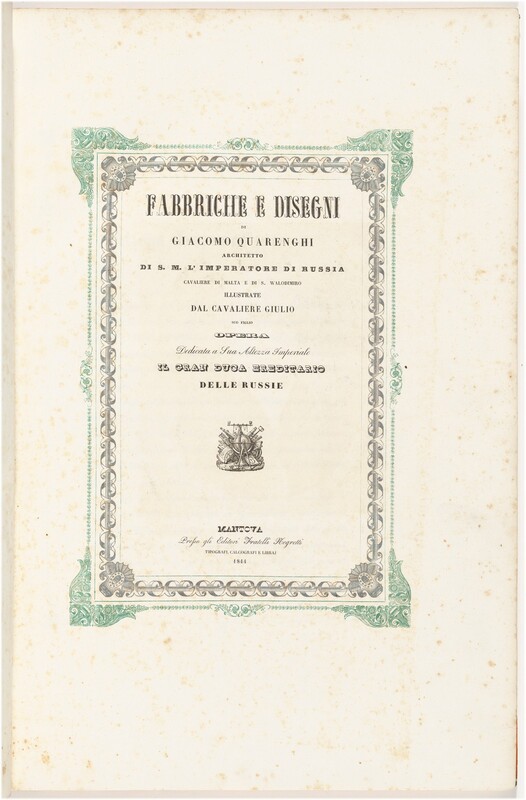 FABBRICHE E DISEGNI
DI
GIACOMO QUARENGHI
ARCHITETTO
DI S. M. L'IMPERATORE DI RUSSIA
CAVALIERE DI MALTA E DI S. WALODIMIRO
ILLUSTRATE
DAL CAVALIERE GIULIO
SUO FIGLIO
OPERA
Dedicata a Sua Altezza Imperiale
IL GRAN DUCA EREDITARIO
DELLE RUSSIE
MANTOVA
Presso gli Editori Fratelli Negretti
TIPOGRAFI, CALCOGRAFI E LIBRAI
1844